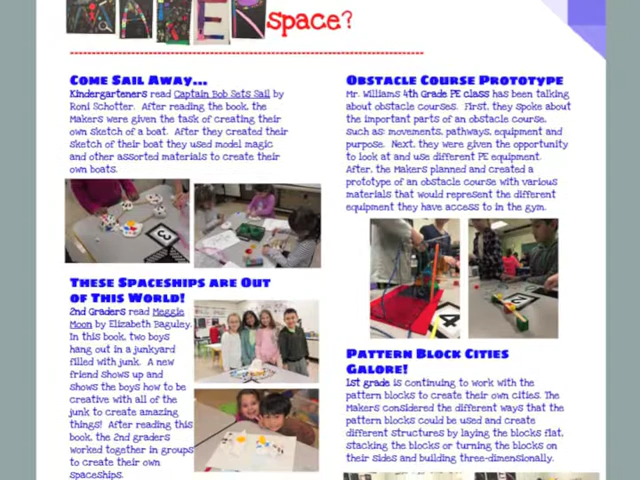 MAKER
space?
Come Sail Away...
Kindergarteners read Captain Bob Sets Sail by
Roni Schotter. After reading the book, the
Makers were given the task of creating their
own sketch of a boat. After they created their
sketch of their boat they used model magic
and other assorted materials to create their
own boats.
3
These Spaceships are Out
of This World!
2nd Graders read Meggie
Moon by Elizabeth Baguley.
In this book, two boys
hang out in a junkyard
filled with junk. A new
friend shows up and
shows the boys how to be
creative with all of the
junk to create amazing
things! After reading this
book, the 2nd graders
worked together in groups
to create their own
spaceships.
Obstacle Course Prototype
Mr. Williams 4th Grade PE class has been talking
about obstacle courses. First, they spoke about
the important parts of an obstacle course,
such as: movements, pathways, equipment and
purpose. Next, they were given the opportunity
to look at and use different PE equipment.
After, the Makers planned and created a
prototype of an obstacle course with various
materials that would represent the different
equipment they have access to in the gym.
4
2
Pattern Block Cities
Galore!
1st grade is continuing to work with the
pattern blocks to create their own cities. The
Makers considered the different ways that the
pattern blocks could be used and create
different structures by laying the blocks flat,
stacking the blocks or turning the blocks on
their sides and building three-dimensionally.